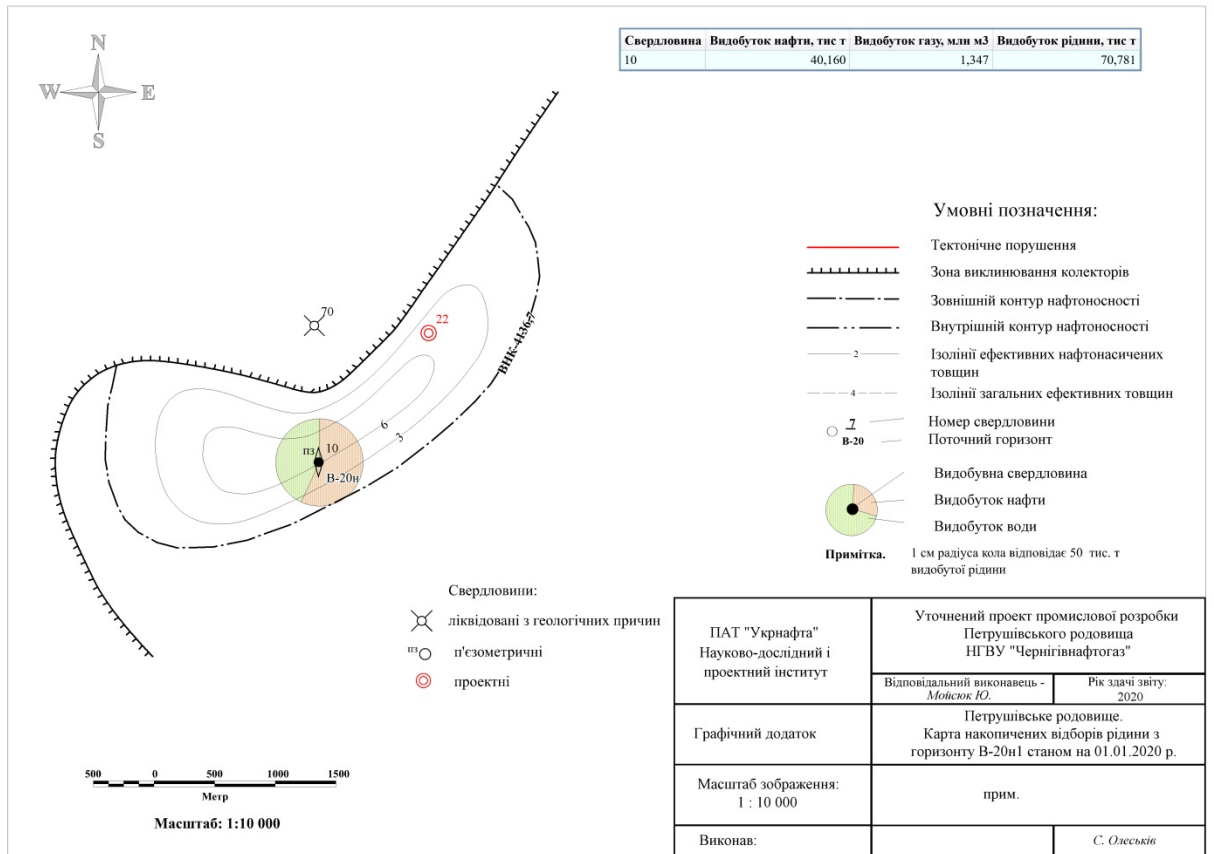 N
W E
S
Свердловина Видобуток нафти, тис т Видобуток газу, млн м3 Видобуток рідини, тис т
10 40,160 1,347 70,781
70
22
ВНК-4136,7
6
3
пз 10
В-20н
Умовні позначення:
Тектонічне порушення
Зона виклинювання колекторів
Зовнішній контур нафтоносності
Внутрішній контур нафтоносності
2 Ізолінії ефективних нафтонасичених
товщин
4 Ізолінії загальних ефективних товщин
7 Номер свердловини
В-20 Поточний горизонт
Видобувна свердловина
Видобуток нафти
Видобуток води
Примітка. 1 см радіуса кола відповідає 50 тис. т
видобутої рідини
Свердловини:
ліквідовані з геологічних причин
пз п'єзометричні
проектні
500 0 500 1000 1500
Метр
Масштаб: 1:10 000
ПАТ "Укрнафта"
Науково-дослідний і
проектний інститут
Уточнений проект промислової розробки
Петрушівського родовища
НГВУ "Чернігівнафтогаз"
Відповідальний виконавець -
Мойсюк Ю.
Рік здачі звіту:
2020
Графічний додаток
Петрушівське родовище.
Карта накопичених відборів рідини з
горизонту В-20н1 станом на 01.01.2020 р.
Масштаб зображення:
1 : 10 000
прим.
Виконав:
С. Олеськів